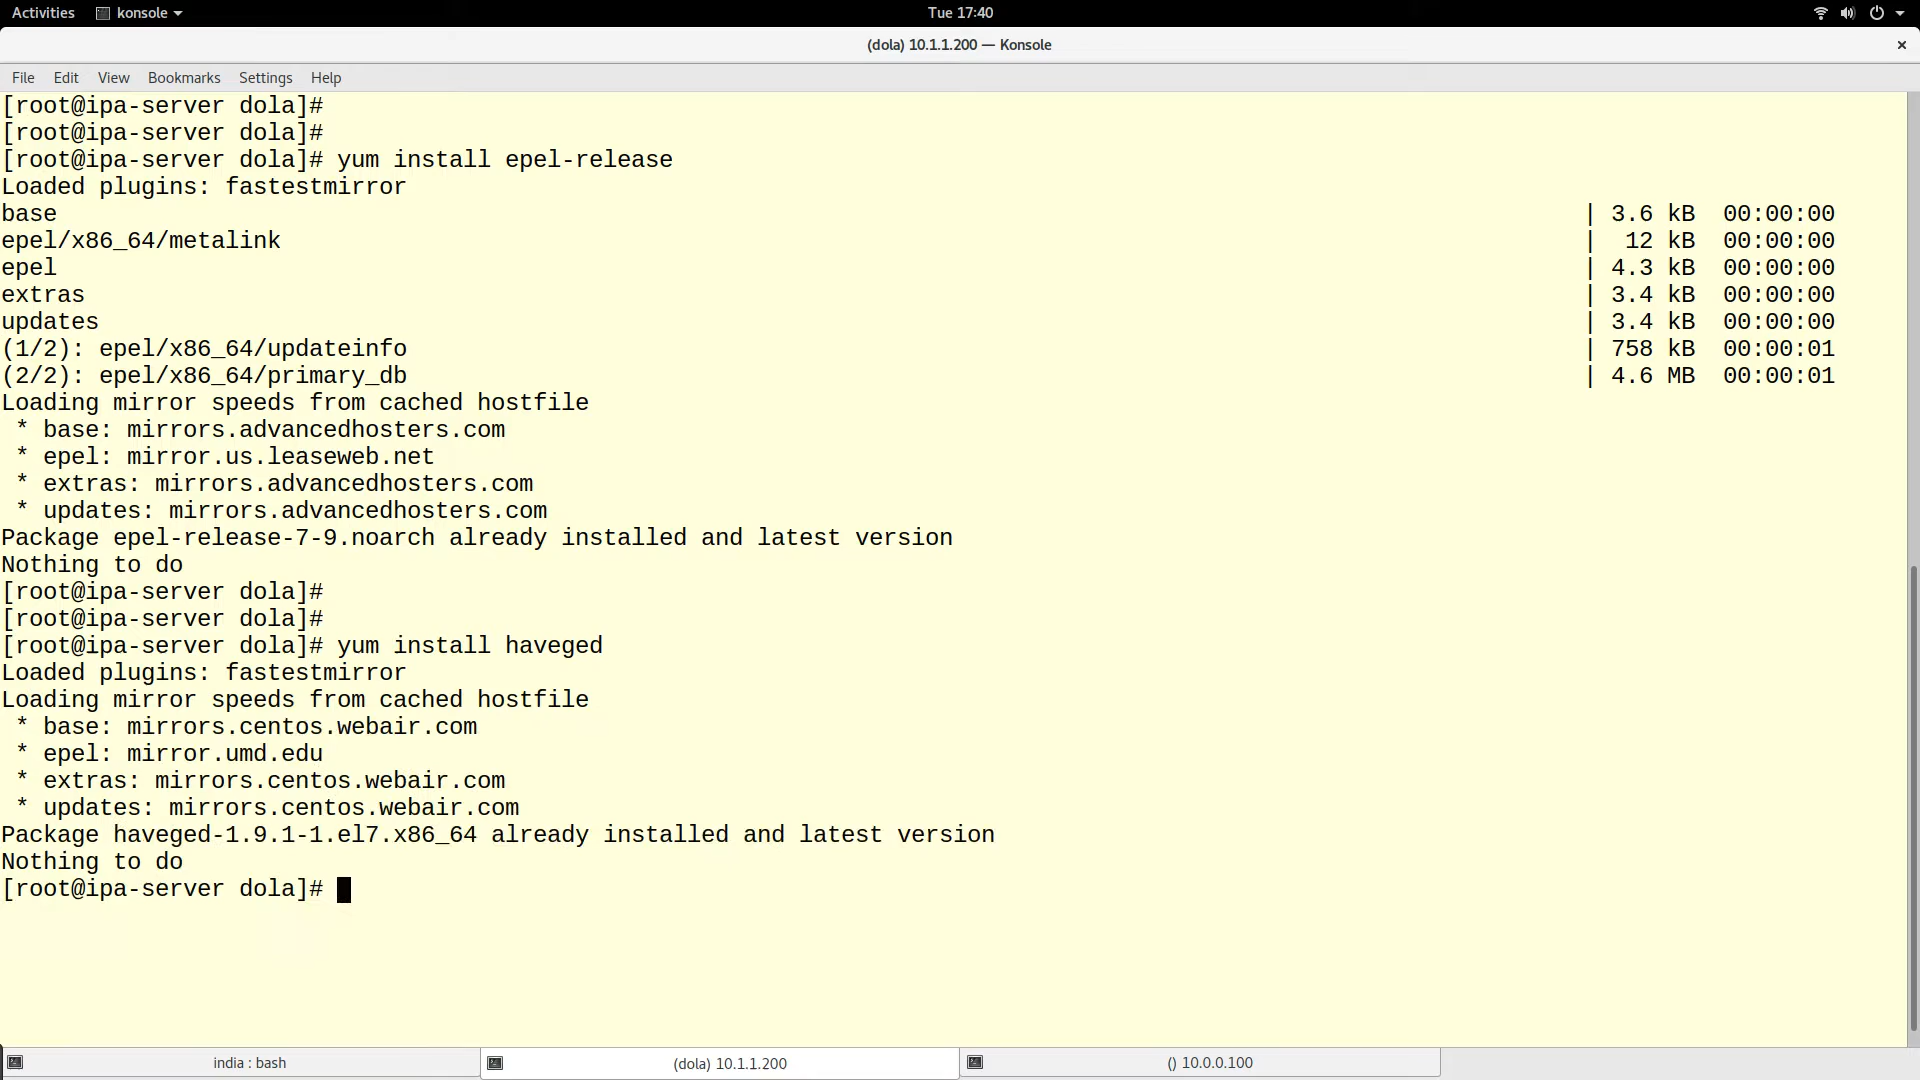 Activities konsole Tue 17:40
(dola) 10.1.1.200 — Konsole ×
File Edit View Bookmarks Settings Help
[root@ipa-server dola]#
[root@ipa-server dola]#
[root@ipa-server dola]# yum install epel-release
Loaded plugins: fastestmirror
base | 3.6 kB 00:00:00
epel/x86_64/metalink | 12 kB 00:00:00
epel | 4.3 kB 00:00:00
extras | 3.4 kB 00:00:00
updates | 3.4 kB 00:00:00
(1/2): epel/x86_64/updateinfo | 758 kB 00:00:01
(2/2): epel/x86_64/primary_db | 4.6 MB 00:00:01
Loading mirror speeds from cached hostfile
 * base: mirrors.advancedhosters.com
 * epel: mirror.us.leaseweb.net
 * extras: mirrors.advancedhosters.com
 * updates: mirrors.advancedhosters.com
Package epel-release-7-9.noarch already installed and latest version
Nothing to do
[root@ipa-server dola]#
[root@ipa-server dola]#
[root@ipa-server dola]# yum install haveged
Loaded plugins: fastestmirror
Loading mirror speeds from cached hostfile
 * base: mirrors.centos.webair.com
 * epel: mirror.umd.edu
 * extras: mirrors.centos.webair.com
 * updates: mirrors.centos.webair.com
Package haveged-1.9.1-1.el7.x86_64 already installed and latest version
Nothing to do
[root@ipa-server dola]#
india : bash (dola) 10.1.1.200 () 10.0.0.100